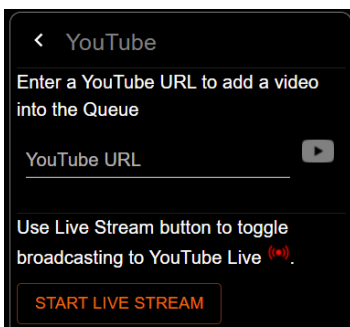 YouTube
Enter a YouTube URL to add a video
into the Queue
YouTube URL
Use Live Stream button to toggle
broadcasting to YouTube Live .
START LIVE STREAM